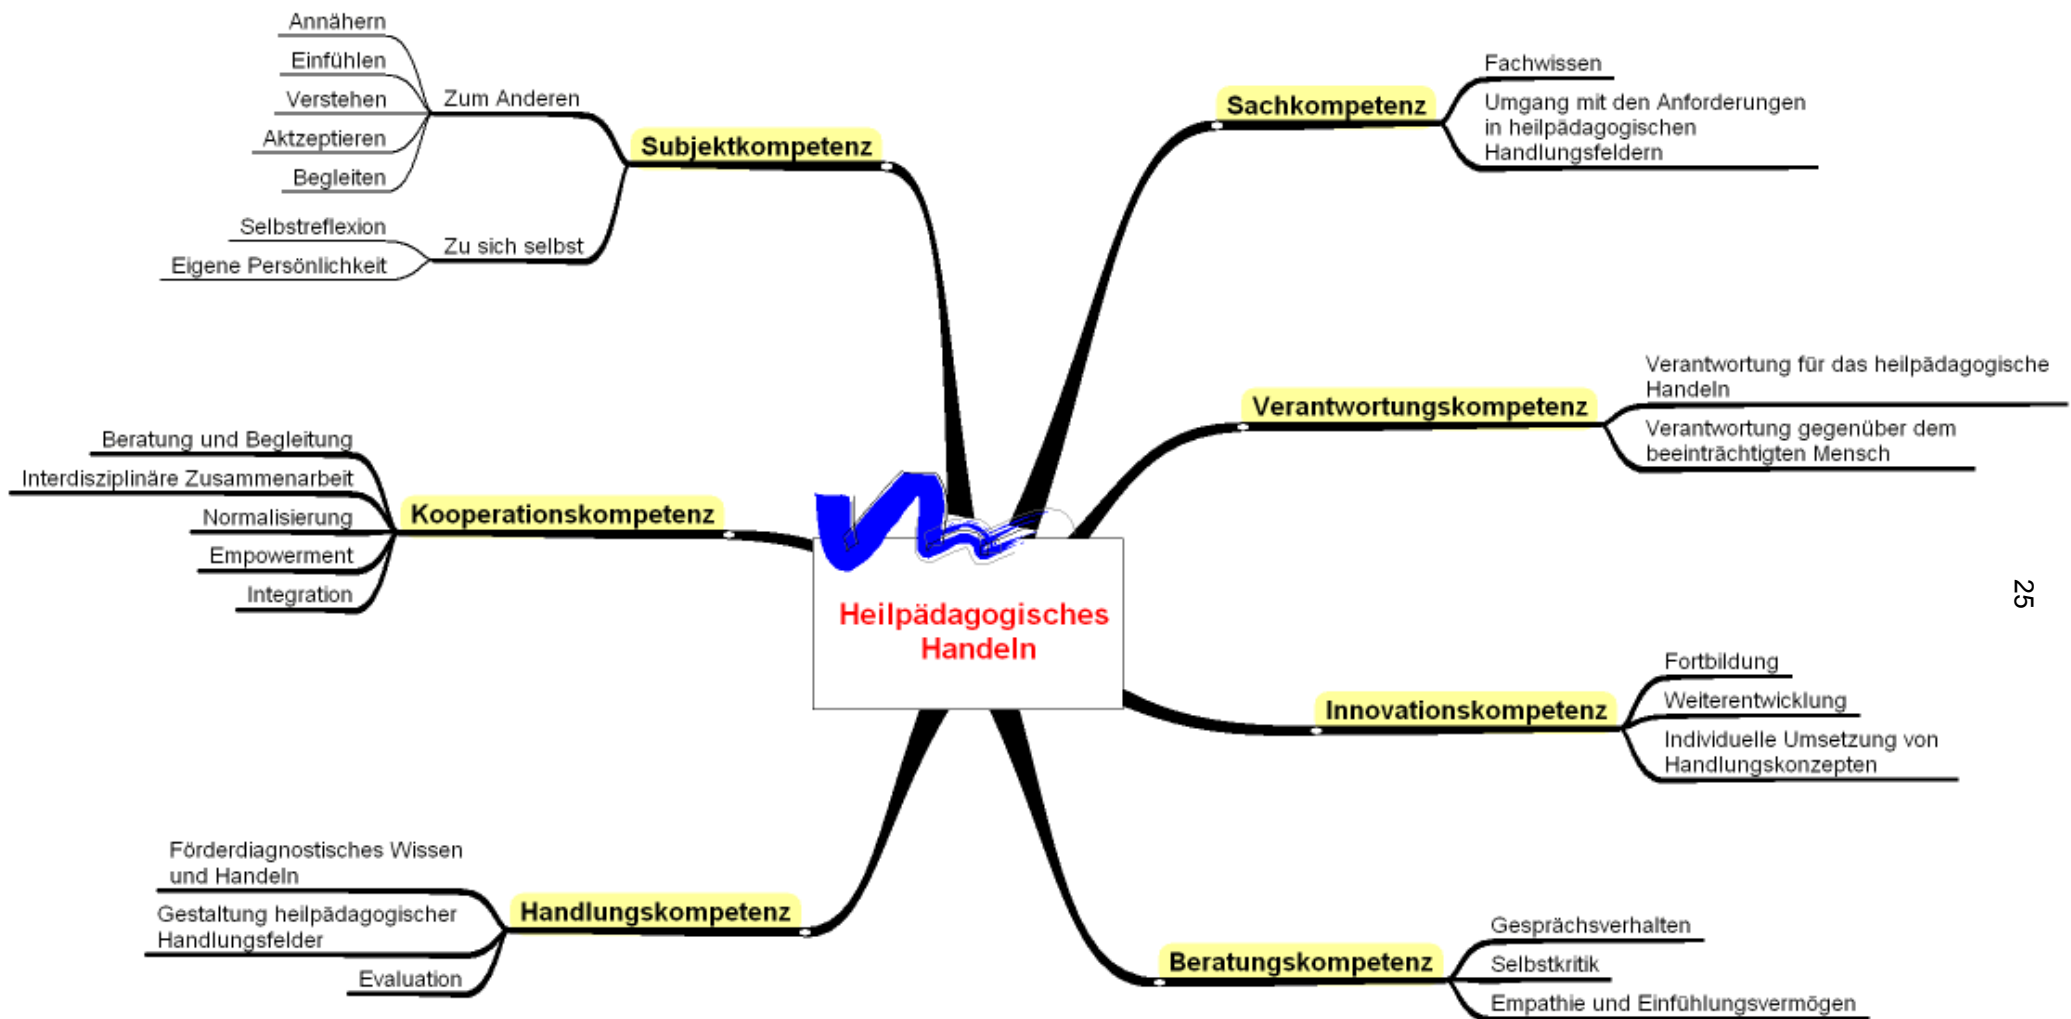 Annähern
Einfühlen
Verstehen
Aktzeptieren
Begleiten
Zum Anderen
Selbstreflexion
Eigene Persönlichkeit
Zu sich selbst
Subjektkompetenz
Sachkompetenz
Fachwissen
Umgang mit den Anforderungen
in heilpädagogischen
Handlungsfeldern
Verantwortungskompetenz
Verantwortung für das heilpädagogische
Handeln
Verantwortung gegenüber dem
beeinträchtigten Mensch
Beratung und Begleitung
Interdisziplinäre Zusammenarbeit
Normalisierung
Empowerment
Integration
Kooperationskompetenz
Heilpädagogisches
Handeln
25
Innovationskompetenz
Fortbildung
Weiterentwicklung
Individuelle Umsetzung von
Handlungskonzepten
Förderdiagnostisches Wissen
und Handeln
Gestaltung heilpädagogischer
Handlungsfelder
Evaluation
Handlungskompetenz
Beratungskompetenz
Gesprächsverhalten
Selbstkritik
Empathie und Einfühlungsvermögen